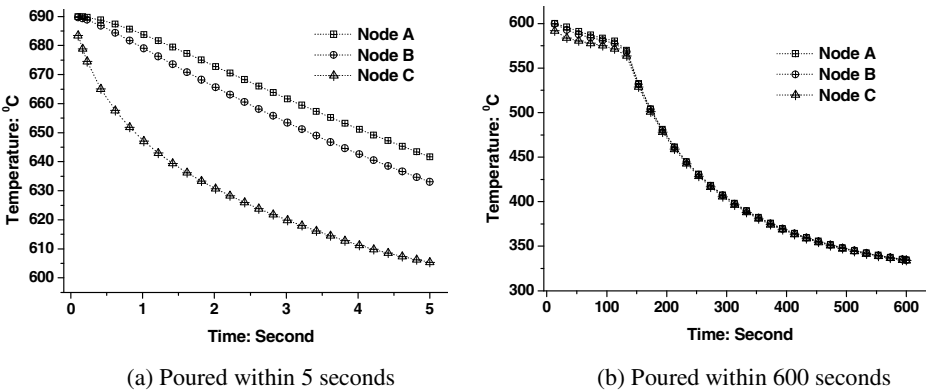 690
680
670
660
650
640
630
620
610
600
Temperature: ⁰C
0
1
2
3
4
5
Time: Second
Node A
Node B
Node C
(a) Poured within 5 seconds
600
550
500
450
400
350
300
Temperature: ⁰C
0
100
200
300
400
500
600
Time: Second
Node A
Node B
Node C
(b) Poured within 600 seconds